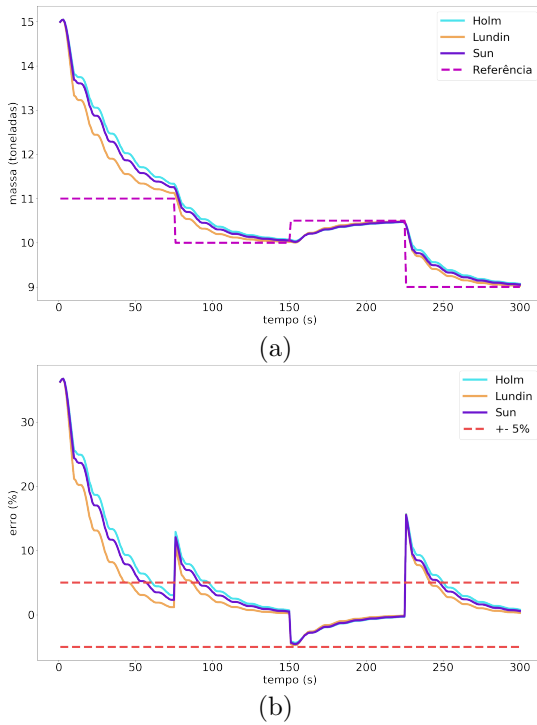 15
14
13
12
11
10
9
massa (toneladas)
Holm
Lundin
Sun
Referência
0 50 100 150 200 250 300
tempo (s)
(a)
30
20
10
0
erro (%)
Holm
Lundin
Sun
+- 5%
0 50 100 150 200 250 300
tempo (s)
(b)